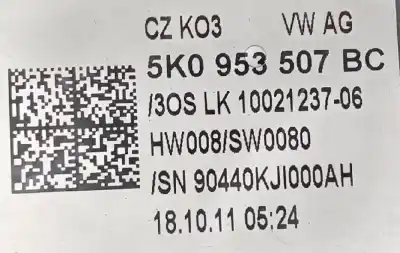 CZ KO3 VW AG
5K0 953 507 BC
/3OS LK 10021237-06
HW008/SW0080
/SN 90440KJI000AH
18.10.11 05:24